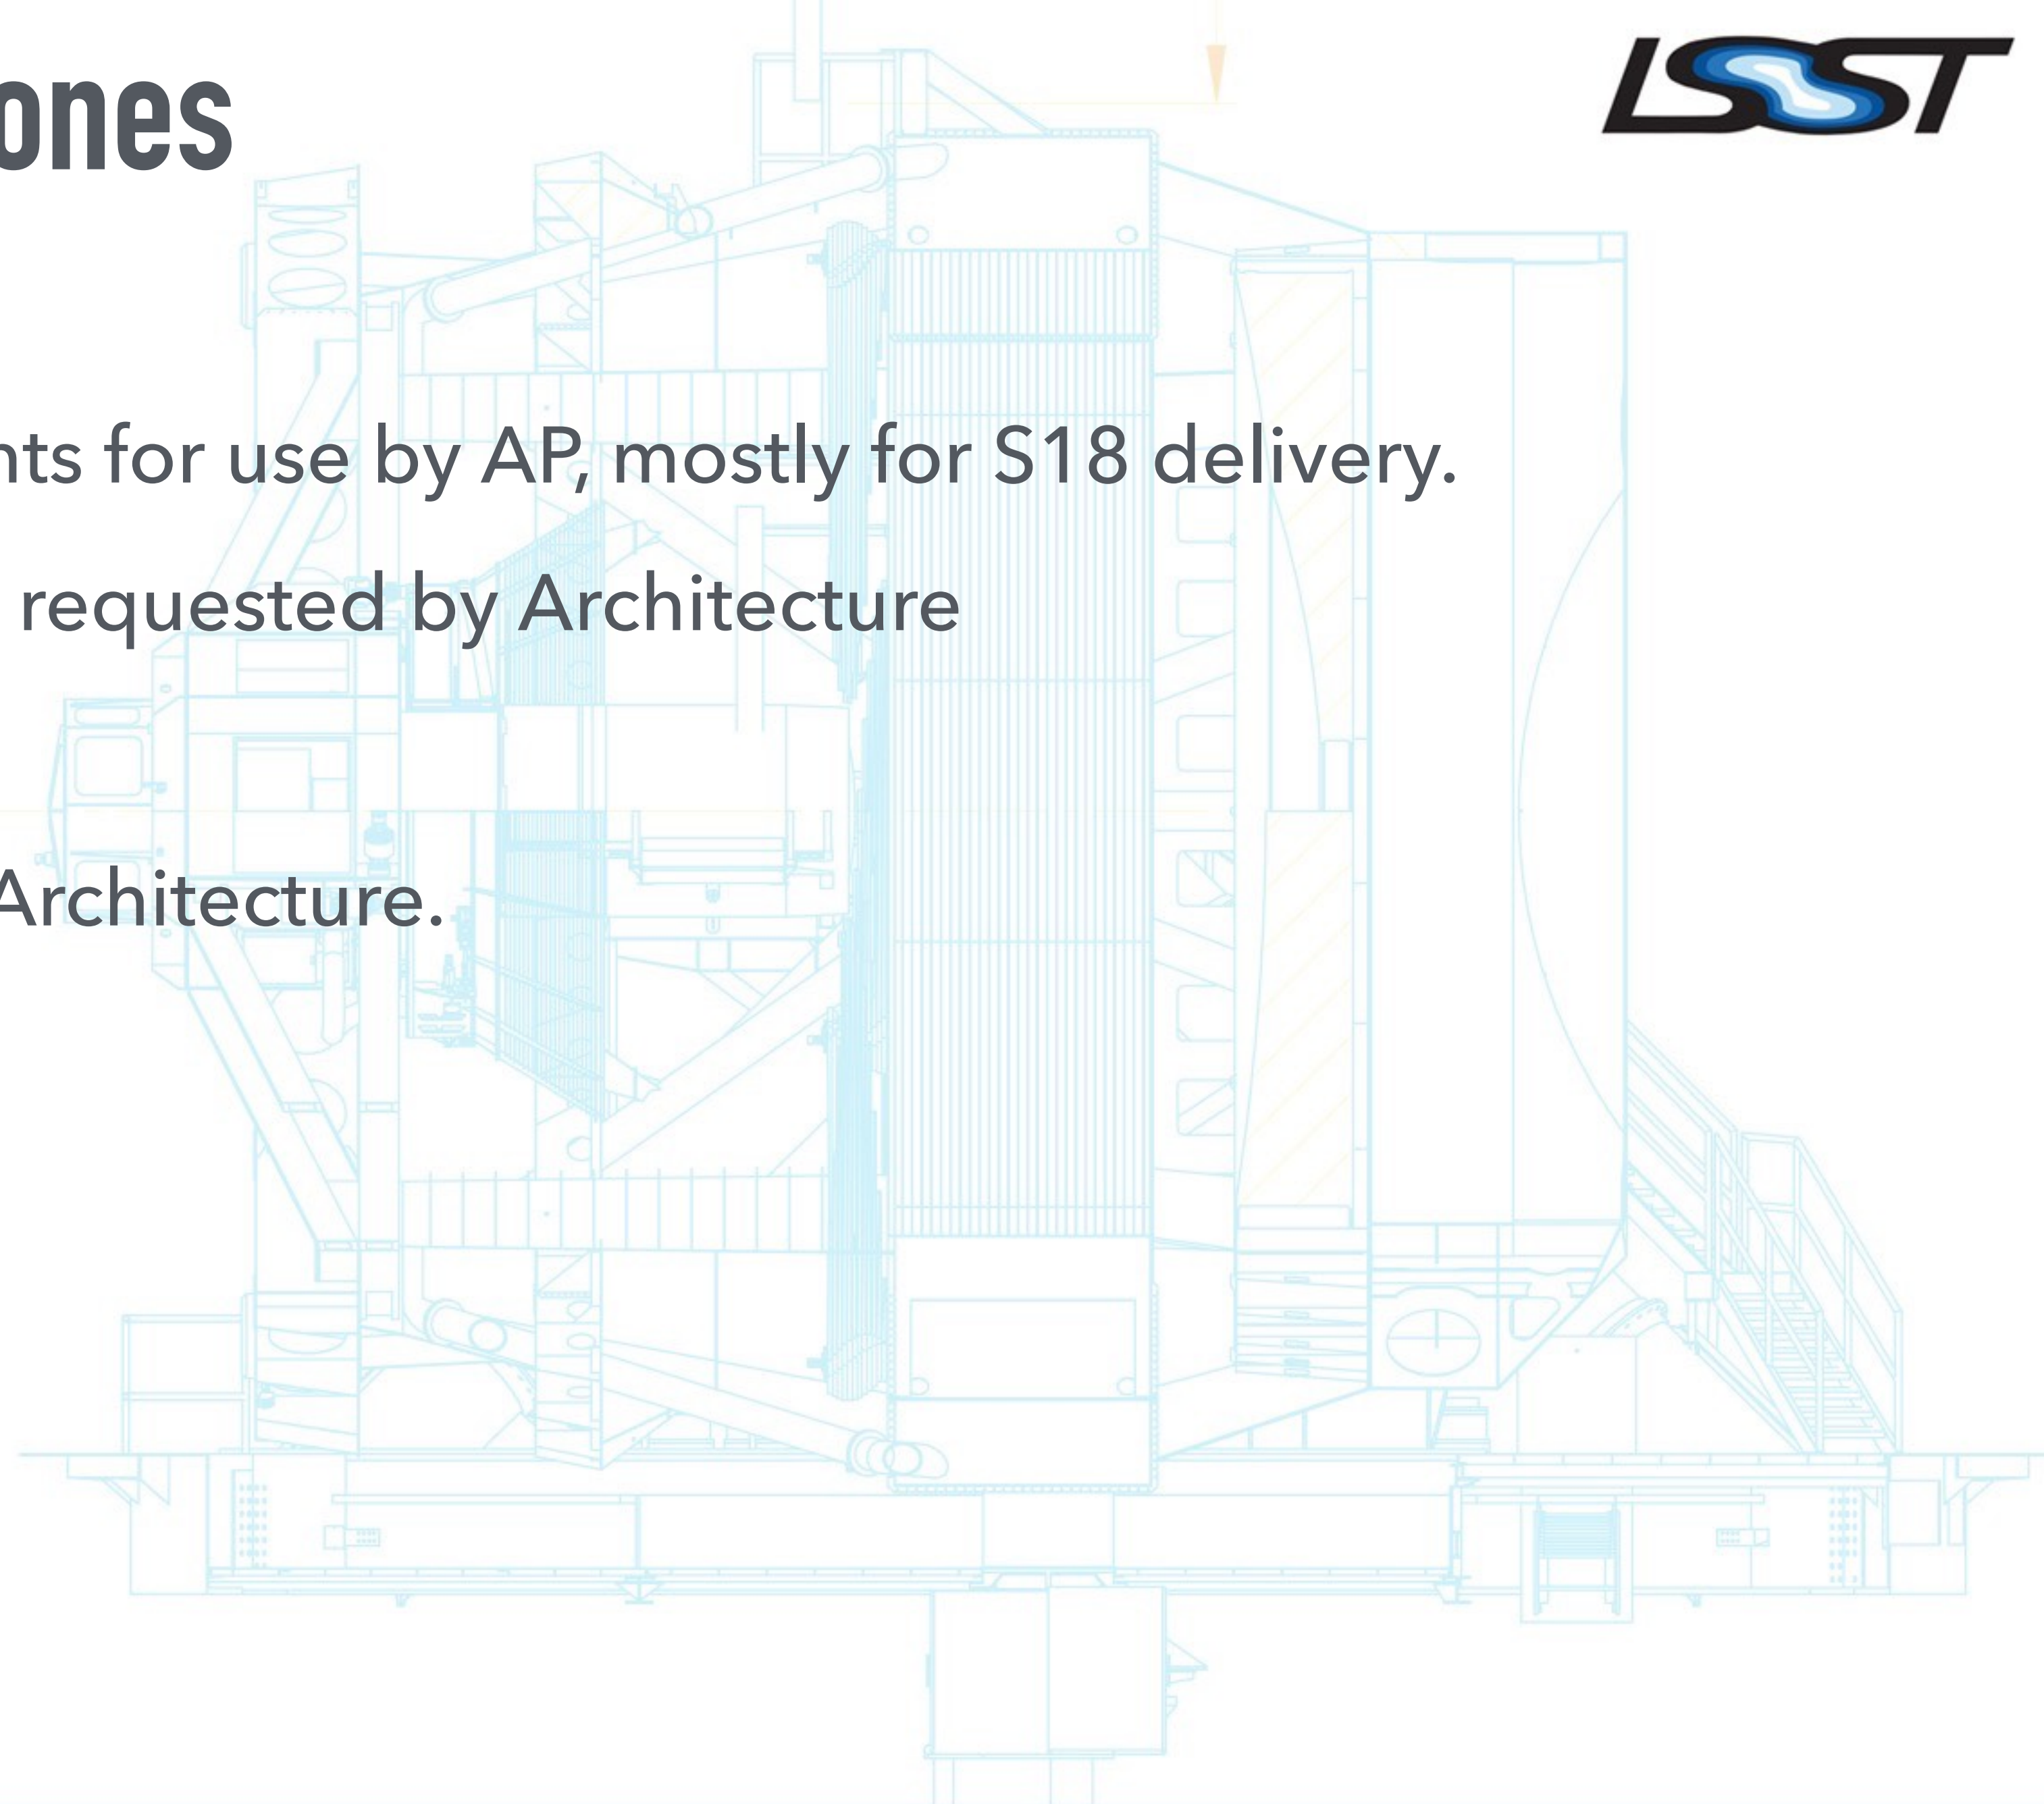 ones
LSST
nts for use by AP, mostly for S18 delivery.
requested by Architecture
Architecture.